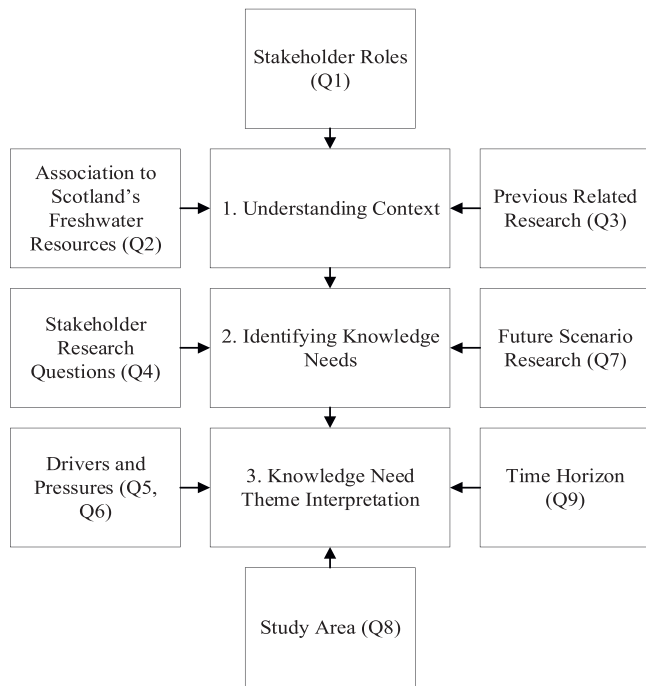 Stakeholder Roles
(Q1)
Association to
Scotland's
Freshwater
Resources (Q2)
1. Understanding Context
Previous Related
Research (Q3)
Stakeholder
Research
Questions (Q4)
2. Identifying Knowledge
Needs
Future Scenario
Research (Q7)
Drivers and
Pressures (Q5,
Q6)
3. Knowledge Need
Theme Interpretation
Time Horizon
(Q9)
Study Area (Q8)